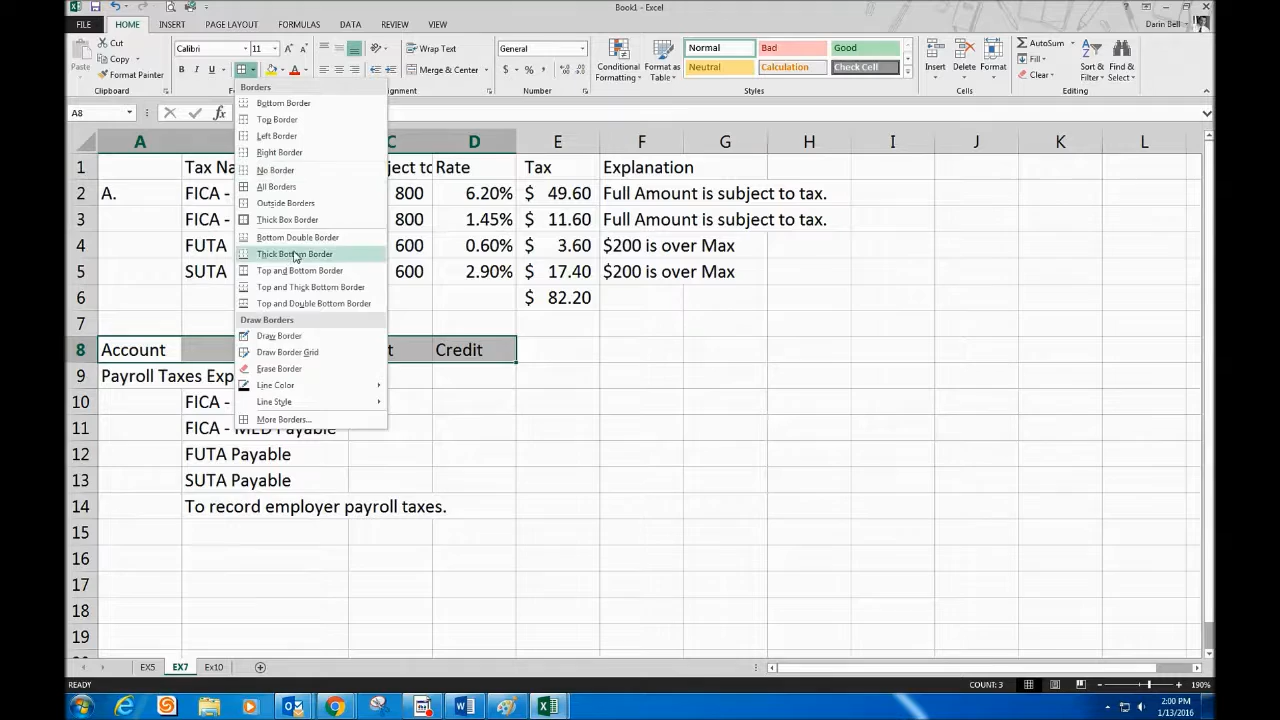 Book1 - Excel
FILE HOME INSERT PAGE LAYOUT FORMULAS DATA REVIEW VIEW Darin Bell
Paste Cut Copy Format Painter Clipboard
Calibri 11 B I U
Wrap Text Merge & Center
General $ % , Number
Conditional Formatting Format as Table
Normal Bad Good
Neutral Calculation Check Cell
Styles
Insert Delete Format Cells
AutoSum Fill Clear Sort & Filter Find & Select Editing
A8 fx
Borders
Bottom Border
Top Border
Left Border
Right Border
No Border
All Borders
Outside Borders
Thick Box Border
Bottom Double Border
Thick Bottom Border
Top and Bottom Border
Top and Thick Bottom Border
Top and Double Bottom Border
Draw Borders
Draw Border
Draw Border Grid
Erase Border
Line Color
Line Style
More Borders...
A C D E F G H I J K L
1 Tax Na ject to Rate Tax Explanation
2 A. FICA - 800 6.20% $ 49.60 Full Amount is subject to tax.
3 FICA - 800 1.45% $ 11.60 Full Amount is subject to tax.
4 FUTA 600 0.60% $ 3.60 $200 is over Max
5 SUTA 600 2.90% $ 17.40 $200 is over Max
6 $ 82.20
7
8 Account t Credit
9 Payroll Taxes Exp
10 FICA -
11 FICA - MED Payable
12 FUTA Payable
13 SUTA Payable
14 To record employer payroll taxes.
15
16
17
18
19
EX5 EX7 Ex10
READY COUNT: 3 190%
2:00 PM
1/13/2016